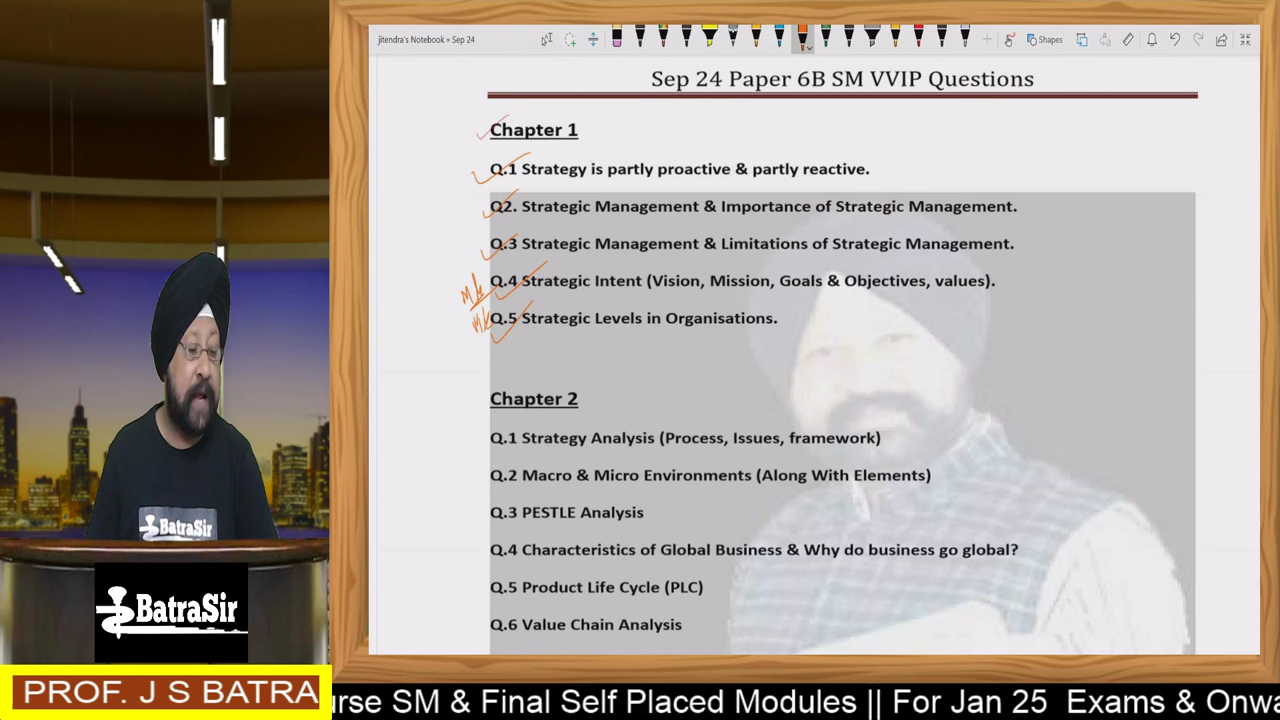 jitendra's Notebook » Sep 24
Shapes
Sep 24 Paper 6B SM VVIP Questions
Chapter 1
Q.1 Strategy is partly proactive & partly reactive.
Q2. Strategic Management & Importance of Strategic Management.
Q.3 Strategic Management & Limitations of Strategic Management.
Q.4 Strategic Intent (Vision, Mission, Goals & Objectives, values).
Q.5 Strategic Levels in Organisations.
Chapter 2
Q.1 Strategy Analysis (Process, Issues, framework)
Q.2 Macro & Micro Environments (Along With Elements)
Q.3 PESTLE Analysis
Q.4 Characteristics of Global Business & Why do business go global?
Q.5 Product Life Cycle (PLC)
Q.6 Value Chain Analysis
BatraSir
BatraSir
PROF. J S BATRA
urse SM & Final Self Placed Modules || For Jan 25 Exams & Onwa